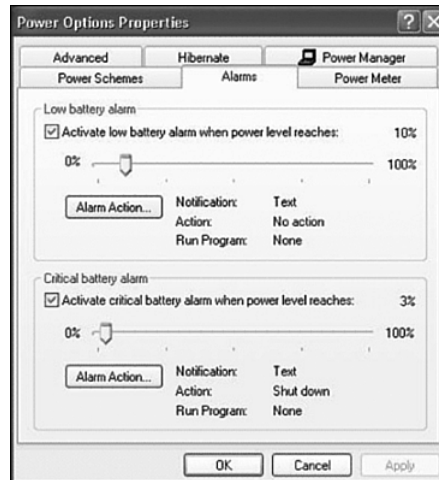 Power Options Properties
Advanced Hibernate Power Manager
Power Schemes Alarms Power Meter
Low battery alarm
Activate low battery alarm when power level reaches: 10%
0% 100%
Alarm Action... Notification: Text
Action: No action
Run Program: None
Critical battery alarm
Activate critical battery alarm when power level reaches: 3%
0% 100%
Alarm Action... Notification: Text
Action: Shut down
Run Program: None
OK Cancel Apply